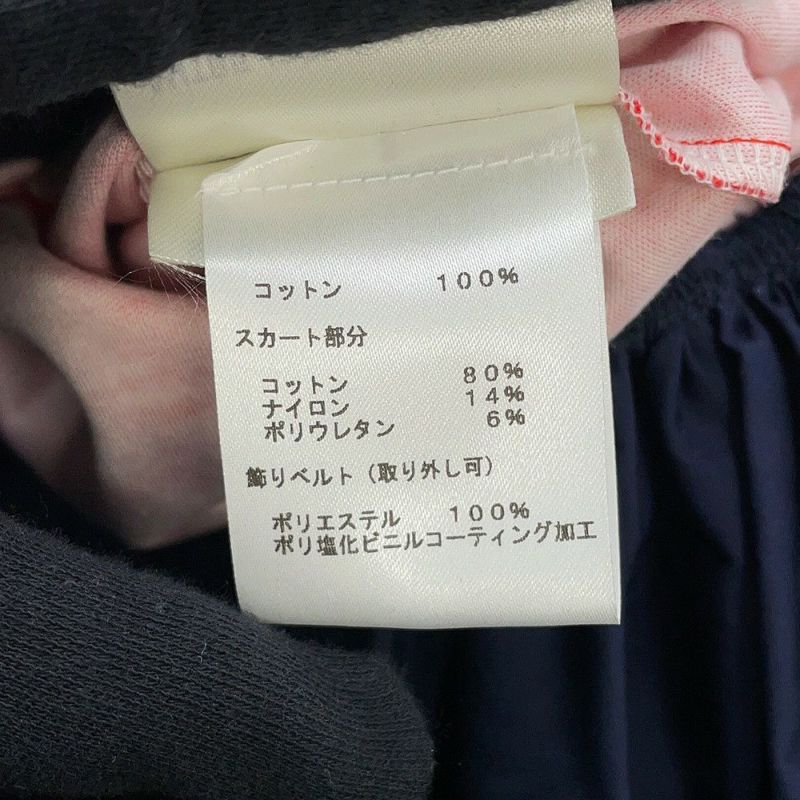 コットン １００％
スカート部分
コットン ８０％
ナイロン １４％
ポリウレタン ６％
飾りベルト（取り外し可）
ポリエステル １００％
ポリ塩化ビニルコーティング加工